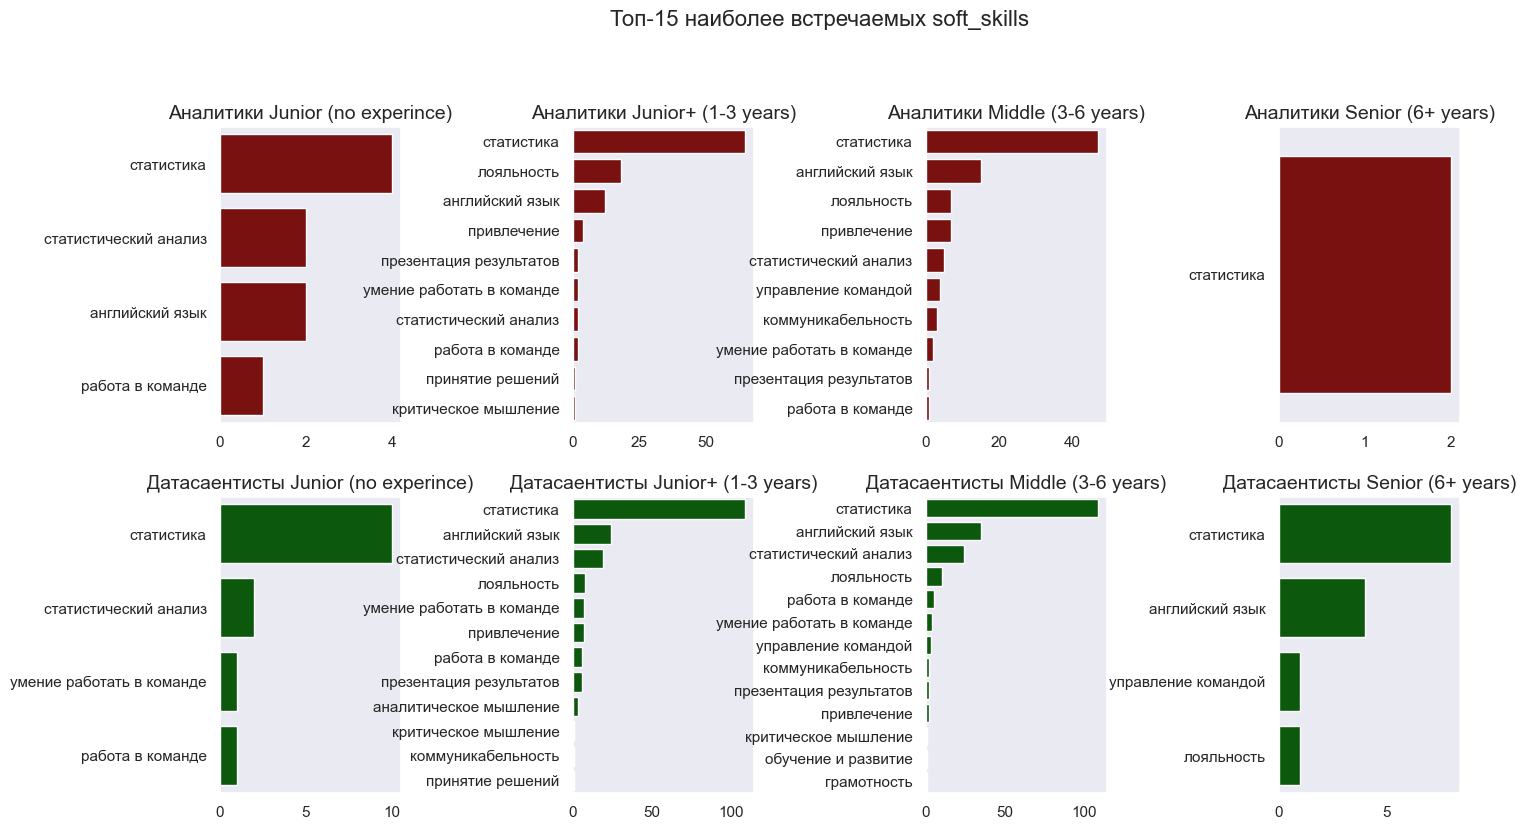 Топ-15 наиболее встречаемых soft_skills
Аналитики Junior (no experince)
статистика
статистический анализ
английский язык
работа в команде
0 2 4
Аналитики Junior+ (1-3 years)
статистика
лояльность
английский язык
привлечение
презентация результатов
умение работать в команде
статистический анализ
работа в команде
принятие решений
критическое мышление
0 25 50
Аналитики Middle (3-6 years)
статистика
английский язык
лояльность
привлечение
статистический анализ
управление командой
коммуникабельность
умение работать в команде
презентация результатов
работа в команде
0 20 40
Аналитики Senior (6+ years)
статистика
0 1 2
Датасаентисты Junior (no experince)
статистика
статистический анализ
умение работать в команде
работа в команде
0 5 10
Датасаентисты Junior+ (1-3 years)
статистика
английский язык
статистический анализ
лояльность
умение работать в команде
привлечение
работа в команде
презентация результатов
аналитическое мышление
критическое мышление
коммуникабельность
принятие решений
0 50 100
Датасаентисты Middle (3-6 years)
статистика
английский язык
статистический анализ
лояльность
работа в команде
умение работать в команде
управление командой
коммуникабельность
презентация результатов
привлечение
критическое мышление
обучение и развитие
грамотность
0 50 100
Датасаентисты Senior (6+ years)
статистика
английский язык
управление командой
лояльность
0 5